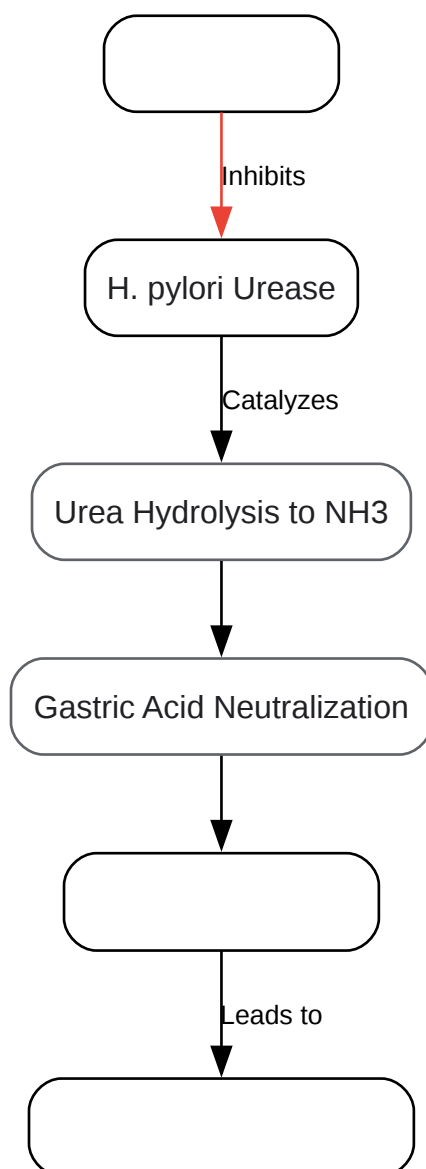 Inhibits
H. pylori Urease
Catalyzes
Urea Hydrolysis to NH3
Gastric Acid Neutralization
Leads to